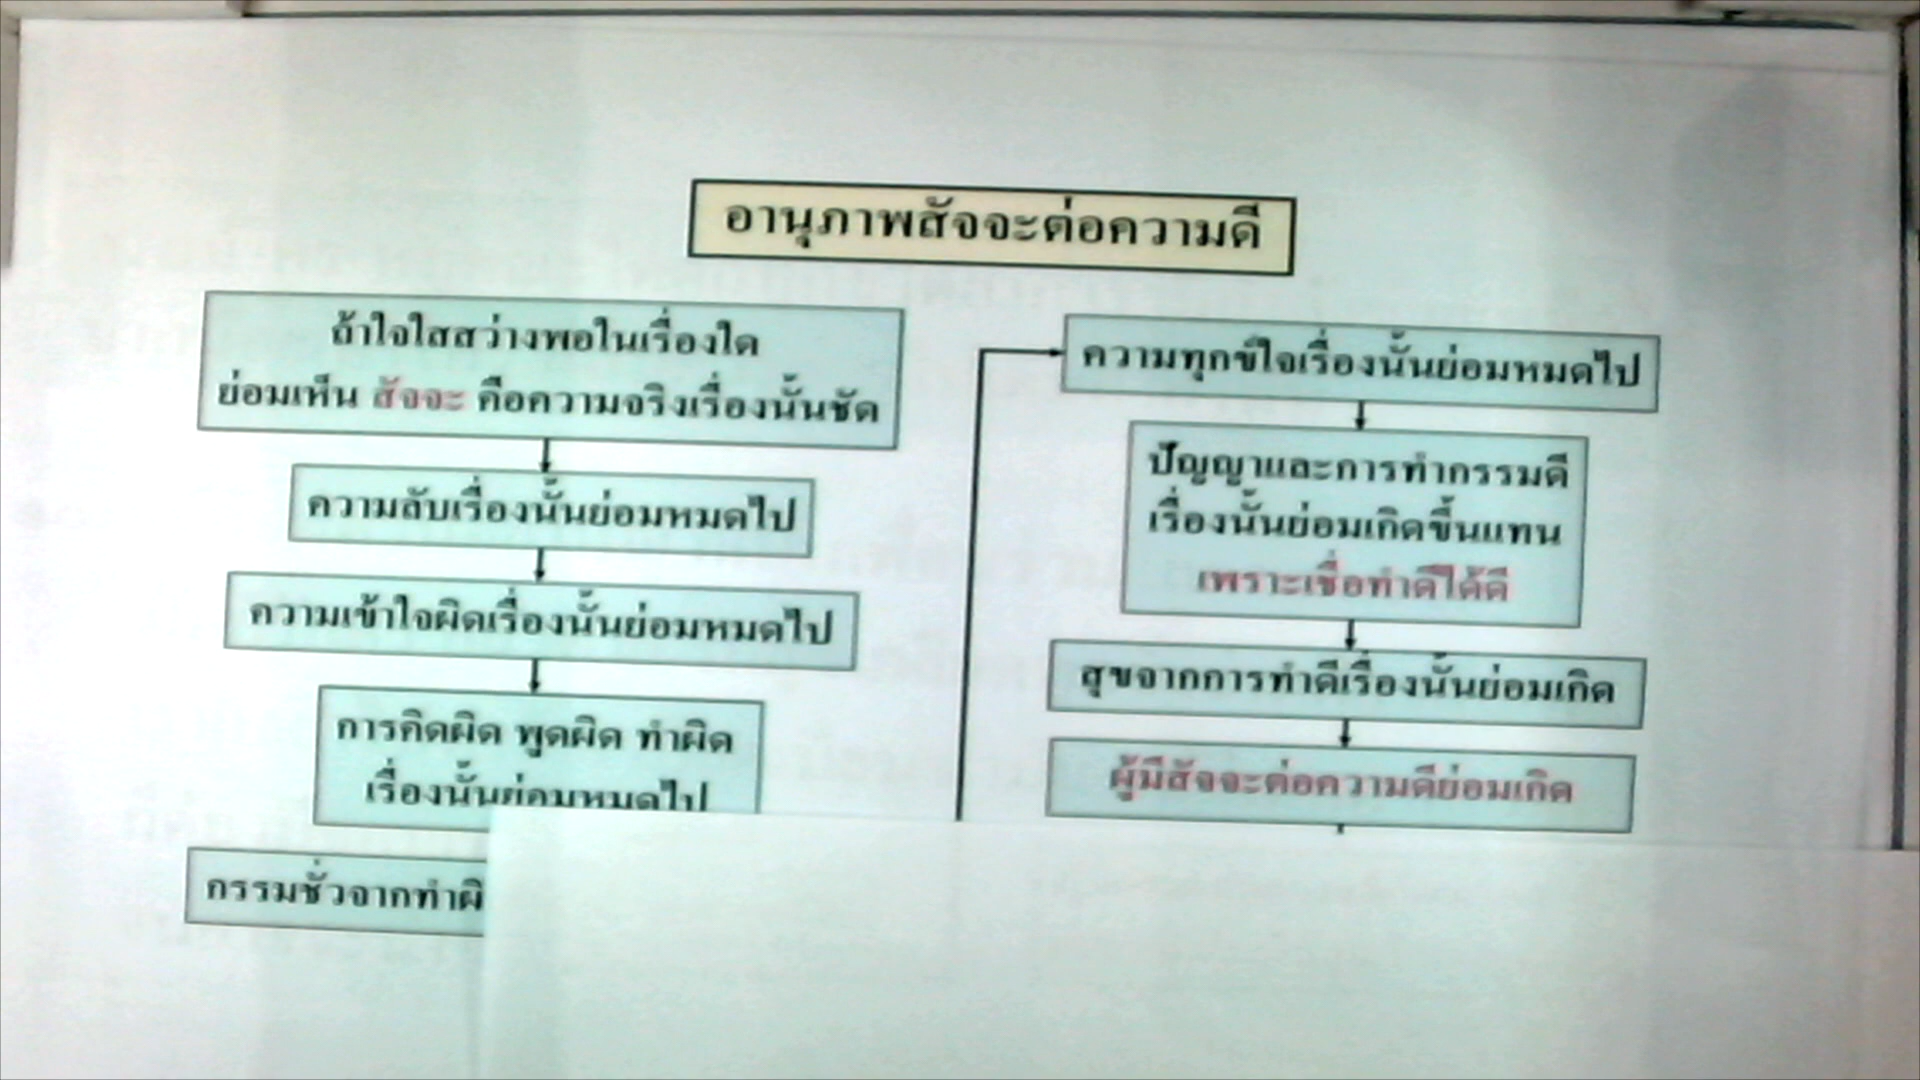 อานุภาพสัจจะต่อความดี
ถ้าใจใสสว่างพอในเรื่องใด
ย่อมเห็น สัจจะ คือความจริงเรื่องนั้นชัด
ความลับเรื่องนั้นย่อมหมดไป
ความเข้าใจผิดเรื่องนั้นย่อมหมดไป
การคิดผิด พูดผิด ทำผิด
เรื่องนั้นย่อมหมดไป
กรรมชั่วจากทำผิ
ความทุกข์ใจเรื่องนั้นย่อมหมดไป
ปัญญาและการทำกรรมดี
เรื่องนั้นย่อมเกิดขึ้นแทน
เพราะเชื่อทำดีได้ดี
สุขจากการทำดีเรื่องนั้นย่อมเกิด
ผู้มีสัจจะต่อความดีย่อมเกิด